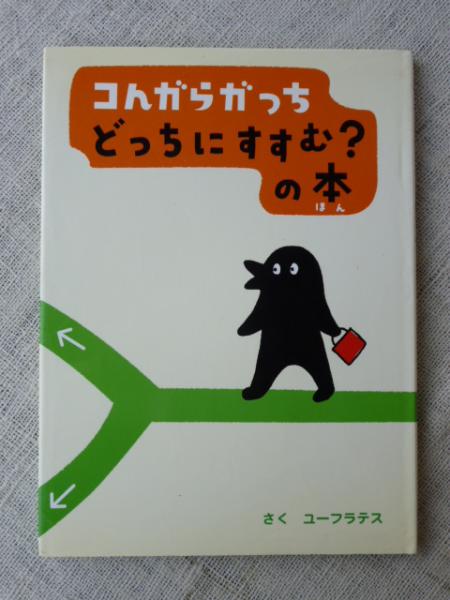 コんガらガっち
どっちにすすむ?
の本
ほん
さく ユーフラテス